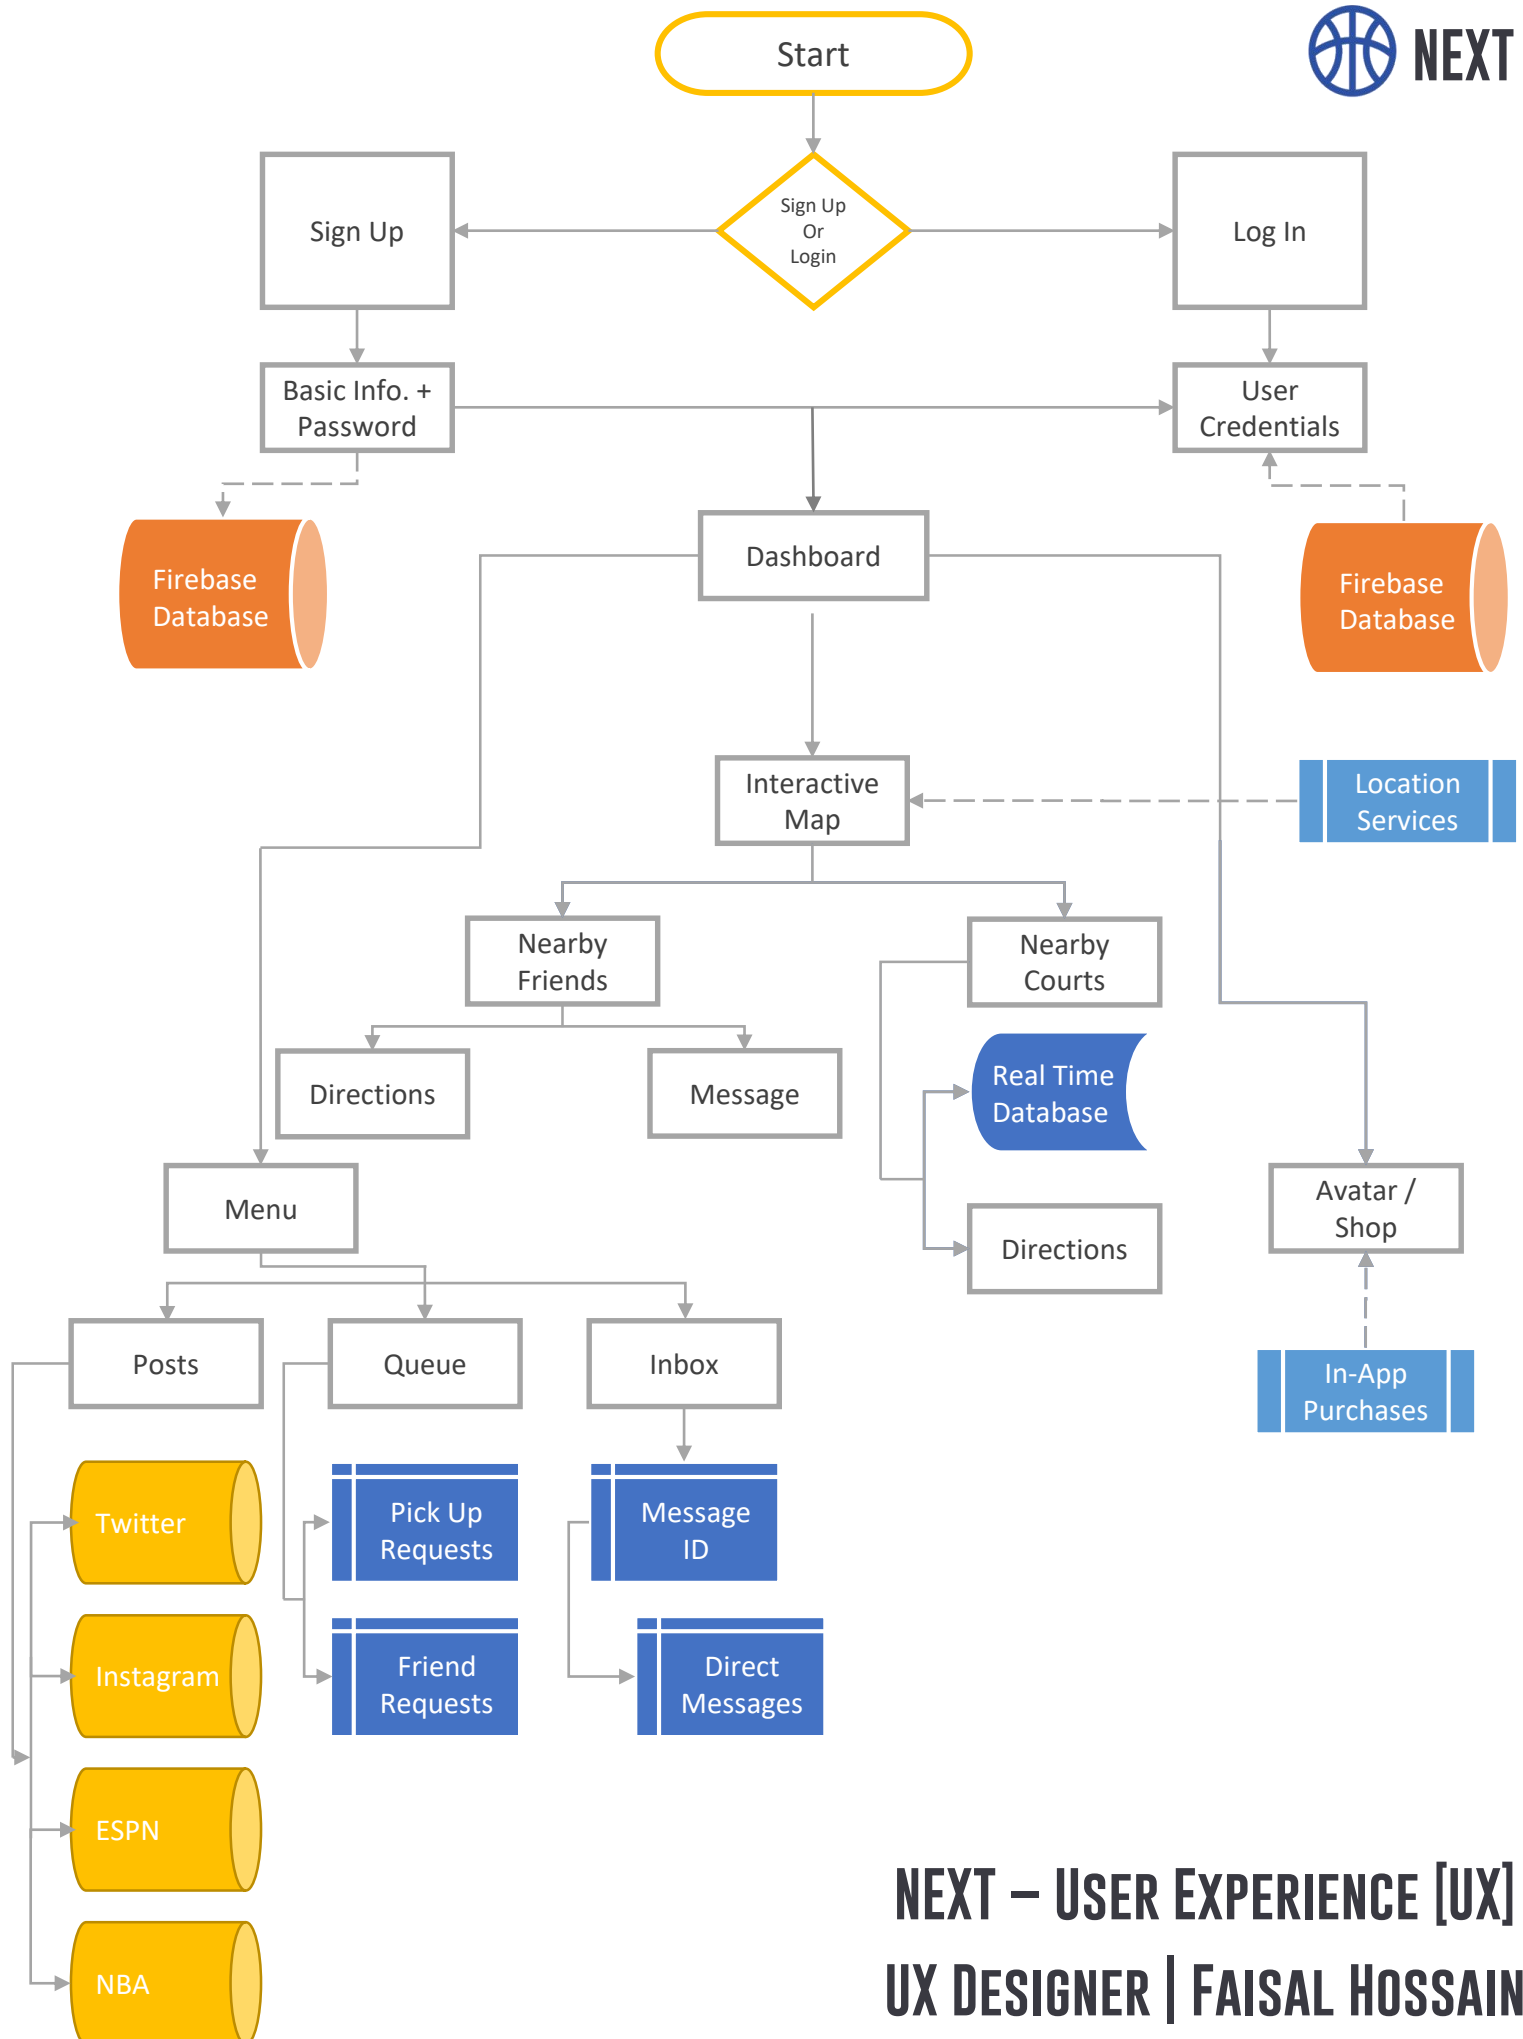 Start
NEXT
Sign Up
Sign Up
Or
Login
Log In
Basic Info. +
Password
User
Credentials
Firebase
Database
Dashboard
Firebase
Database
Interactive
Map
Location
Services
Nearby
Friends
Nearby
Courts
Directions
Message
Real Time
Database
Menu
Directions
Avatar /
Shop
Posts
Queue
Inbox
In-App
Purchases
Twitter
Pick Up
Requests
Message
ID
Instagram
Friend
Requests
Direct
Messages
ESPN
NBA
NEXT – User Experience [UX]
UX Designer | Faisal Hossain